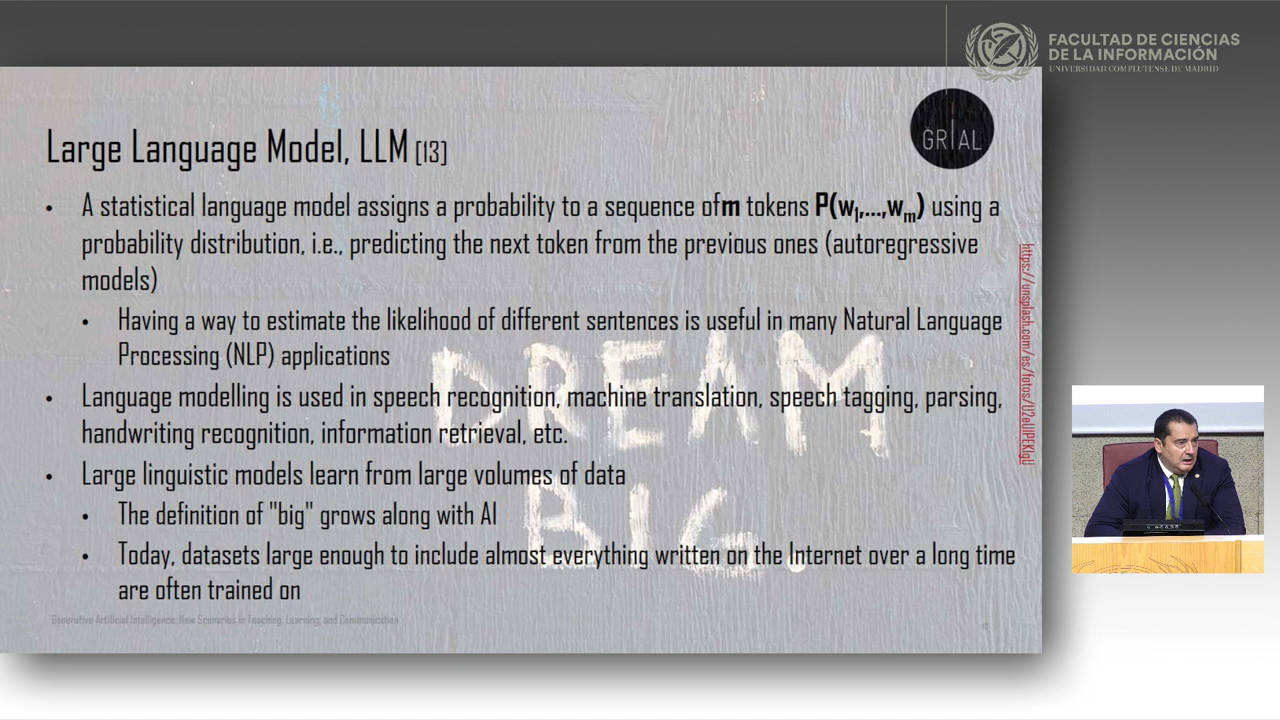 FACULTAD DE CIENCIAS
DE LA INFORMACIÓN
UNIVERSIDAD COMPLUTENSE DE MADRID
GRIAL
Large Language Model, LLM [13]
• A statistical language model assigns a probability to a sequence ofm tokens P(w1,...,wm) using a
probability distribution, i.e., predicting the next token from the previous ones (autoregressive
models)
• Having a way to estimate the likelihood of different sentences is useful in many Natural Language
Processing (NLP) applications
• Language modelling is used in speech recognition, machine translation, speech tagging, parsing,
handwriting recognition, information retrieval, etc.
• Large linguistic models learn from large volumes of data
• The definition of "big" grows along with AI
• Today, datasets large enough to include almost everything written on the Internet over a long time
are often trained on
DREAM
BIG.
Generative Artificial Intelligence: New Scenarios in Teaching, Learning, and Communication